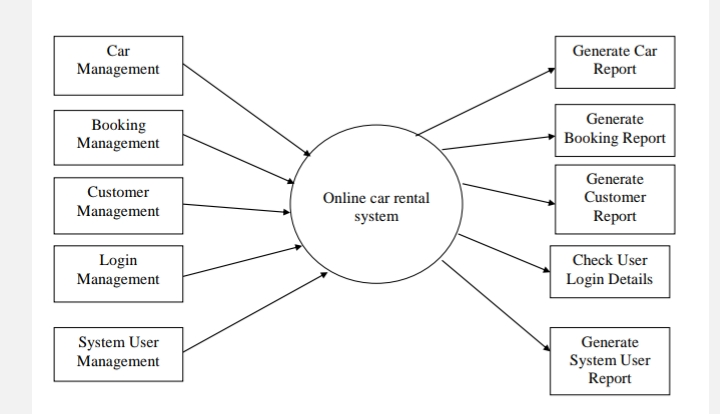 Car
Management
Booking
Management
Customer
Management
Login
Management
System User
Management
Online car rental
system
Generate Car
Report
Generate
Booking Report
Generate
Customer
Report
Check User
Login Details
Generate
System User
Report